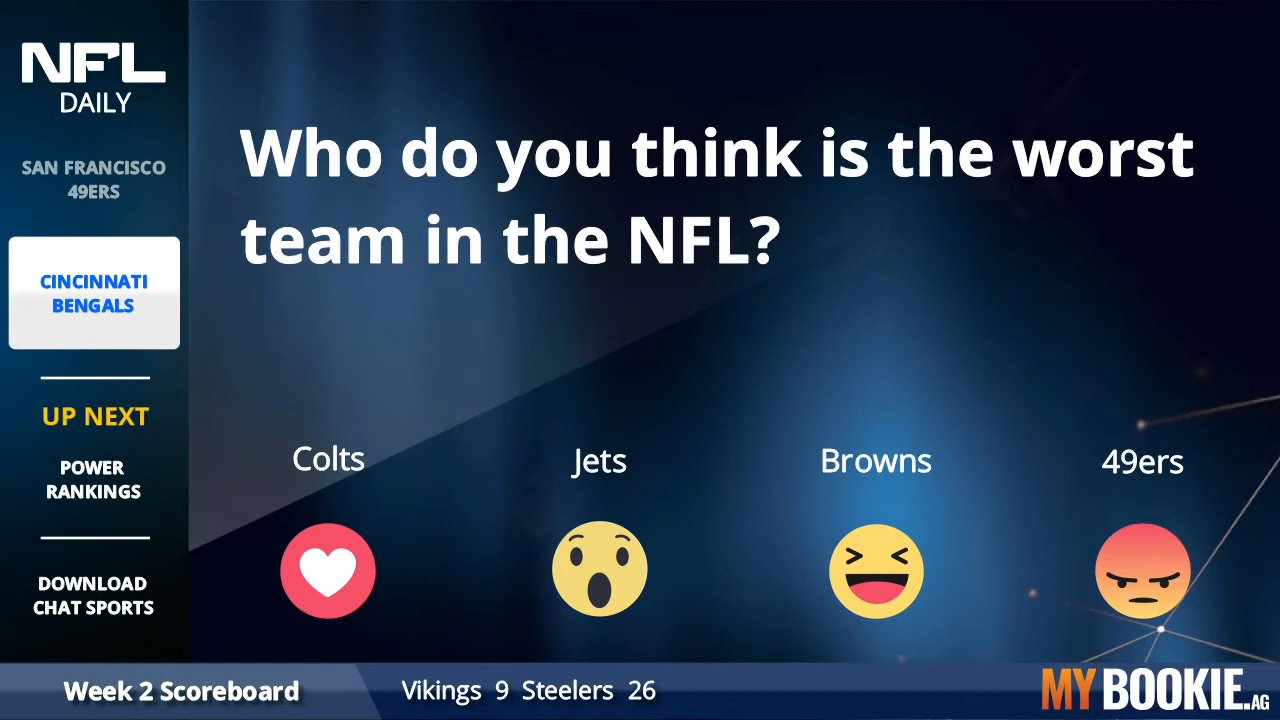 NFL
DAILY
SAN FRANCISCO
49ERS
CINCINNATI
BENGALS
UP NEXT
POWER
RANKINGS
DOWNLOAD
CHAT SPORTS
Who do you think is the worst
team in the NFL?
Colts Jets Browns 49ers
Week 2 Scoreboard Vikings 9 Steelers 26 MYBOOKIE.AG